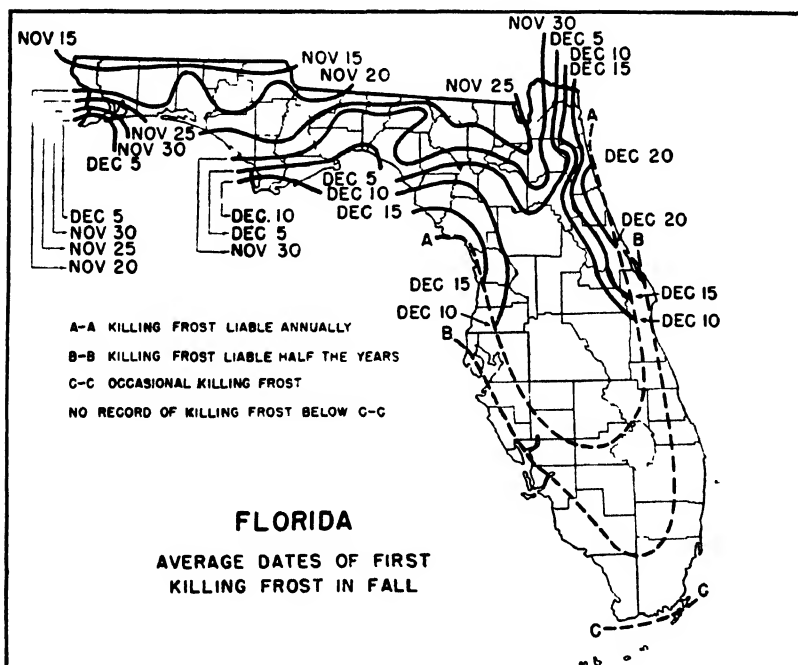 NOV 30
DEC 5
DEC 10
DEC 15
NOV 15
NOV 15
NOV 20
NOV 25
A
DEC 20
NOV 25
NOV 30
DEC 5
DEC 5
DEC 10
DEC 15
DEC 5
NOV 30
NOV 25
NOV 20
DEC. 10
DEC 5
NOV 30
A
DEC 20
B
DEC 15
DEC 10
DEC 15
DEC 10
B
A-A KILLING FROST LIABLE ANNUALLY
B-B KILLING FROST LIABLE HALF THE YEARS
C-C OCCASIONAL KILLING FROST
NO RECORD OF KILLING FROST BELOW C-C
FLORIDA
AVERAGE DATES OF FIRST
KILLING FROST IN FALL
C
C